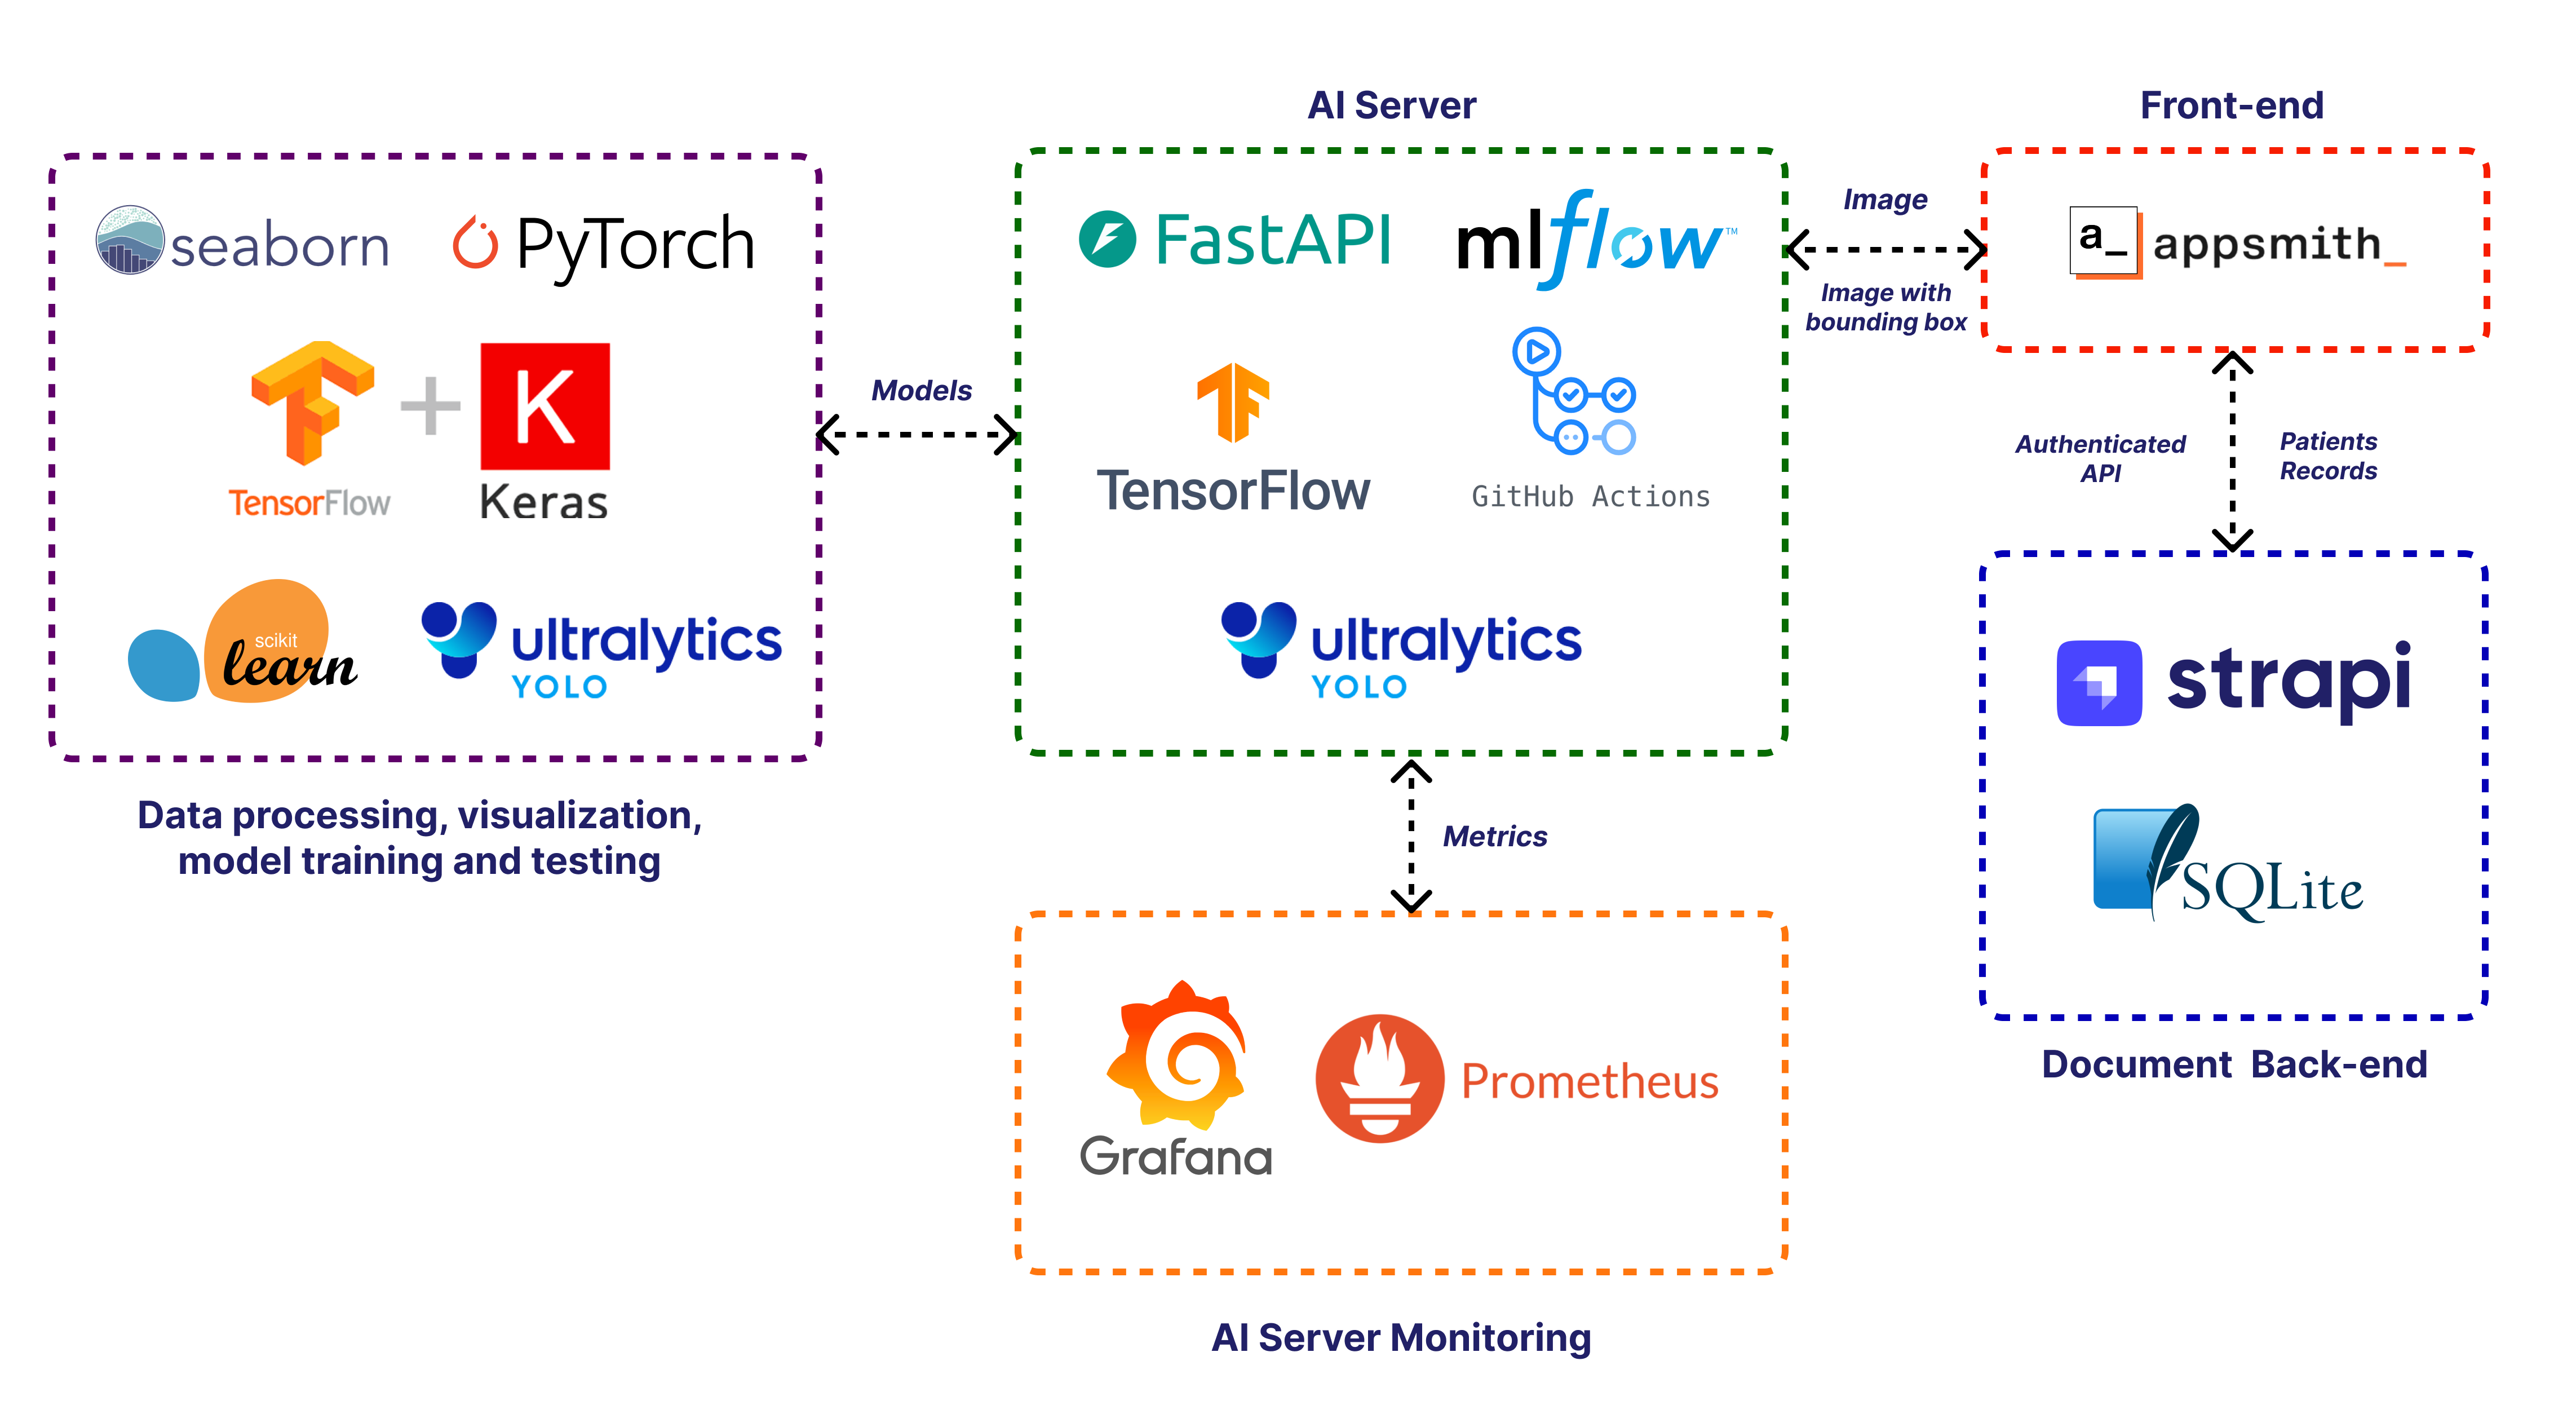 AI Server
Front-end
seaborn
PyTorch
TensorFlow
K
Keras
scikit
learn
ultralytics
YOLO
Data processing, visualization,
model training and testing
Models
FastAPI
mlflow™
TensorFlow
GitHub Actions
ultralytics
YOLO
Image
Image with
bounding box
a_
appsmith_
Authenticated
API
Patients
Records
strapi
SQLite
Document Back-end
Metrics
Grafana
Prometheus
AI Server Monitoring